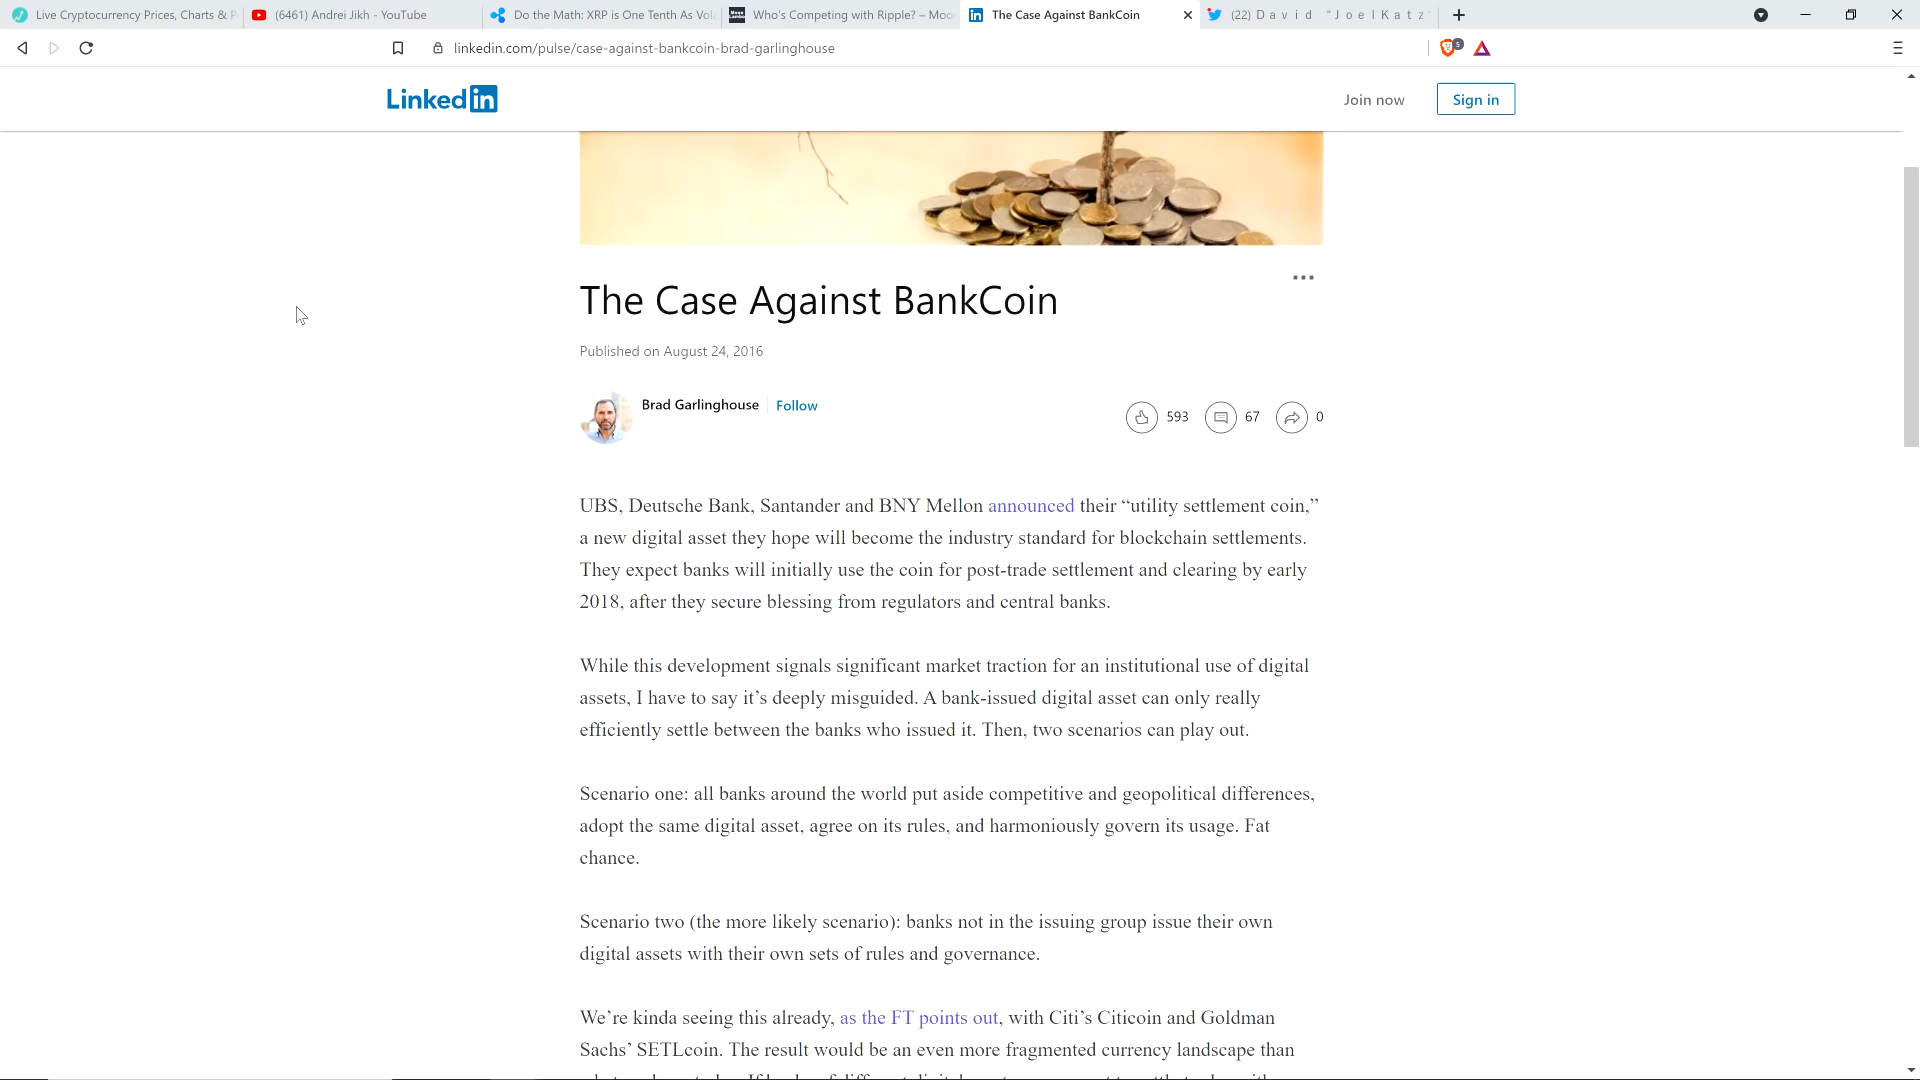 Live Cryptocurrency Prices, Charts & P
(6461) Andrei Jikh - YouTube
Do the Math: XRP is One Tenth As Vola
Who's Competing with Ripple? – Moo
The Case Against BankCoin
(22) David "JoelKatz"
linkedin.com/pulse/case-against-bankcoin-brad-garlinghouse
5
Linked in
Join now
Sign in
The Case Against BankCoin
Published on August 24, 2016
Brad Garlinghouse
Follow
593
67
0
UBS, Deutsche Bank, Santander and BNY Mellon announced their “utility settlement coin,”
a new digital asset they hope will become the industry standard for blockchain settlements.
They expect banks will initially use the coin for post-trade settlement and clearing by early
2018, after they secure blessing from regulators and central banks.
While this development signals significant market traction for an institutional use of digital
assets, I have to say it’s deeply misguided. A bank-issued digital asset can only really
efficiently settle between the banks who issued it. Then, two scenarios can play out.
Scenario one: all banks around the world put aside competitive and geopolitical differences,
adopt the same digital asset, agree on its rules, and harmoniously govern its usage. Fat
chance.
Scenario two (the more likely scenario): banks not in the issuing group issue their own
digital assets with their own sets of rules and governance.
We’re kinda seeing this already, as the FT points out, with Citi’s Citicoin and Goldman
Sachs’ SETLcoin. The result would be an even more fragmented currency landscape than